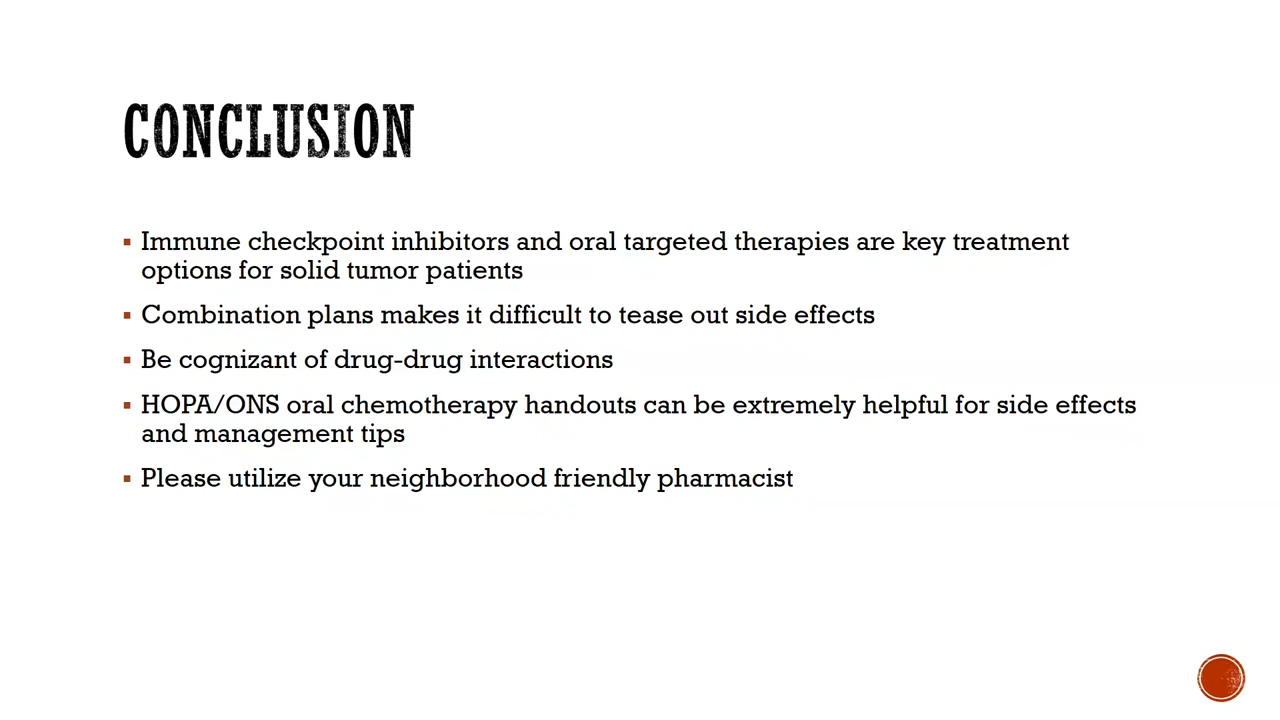 CONCLUSION
▪ Immune checkpoint inhibitors and oral targeted therapies are key treatment
options for solid tumor patients
▪ Combination plans makes it difficult to tease out side effects
▪ Be cognizant of drug-drug interactions
▪ HOPA/ONS oral chemotherapy handouts can be extremely helpful for side effects
and management tips
▪ Please utilize your neighborhood friendly pharmacist